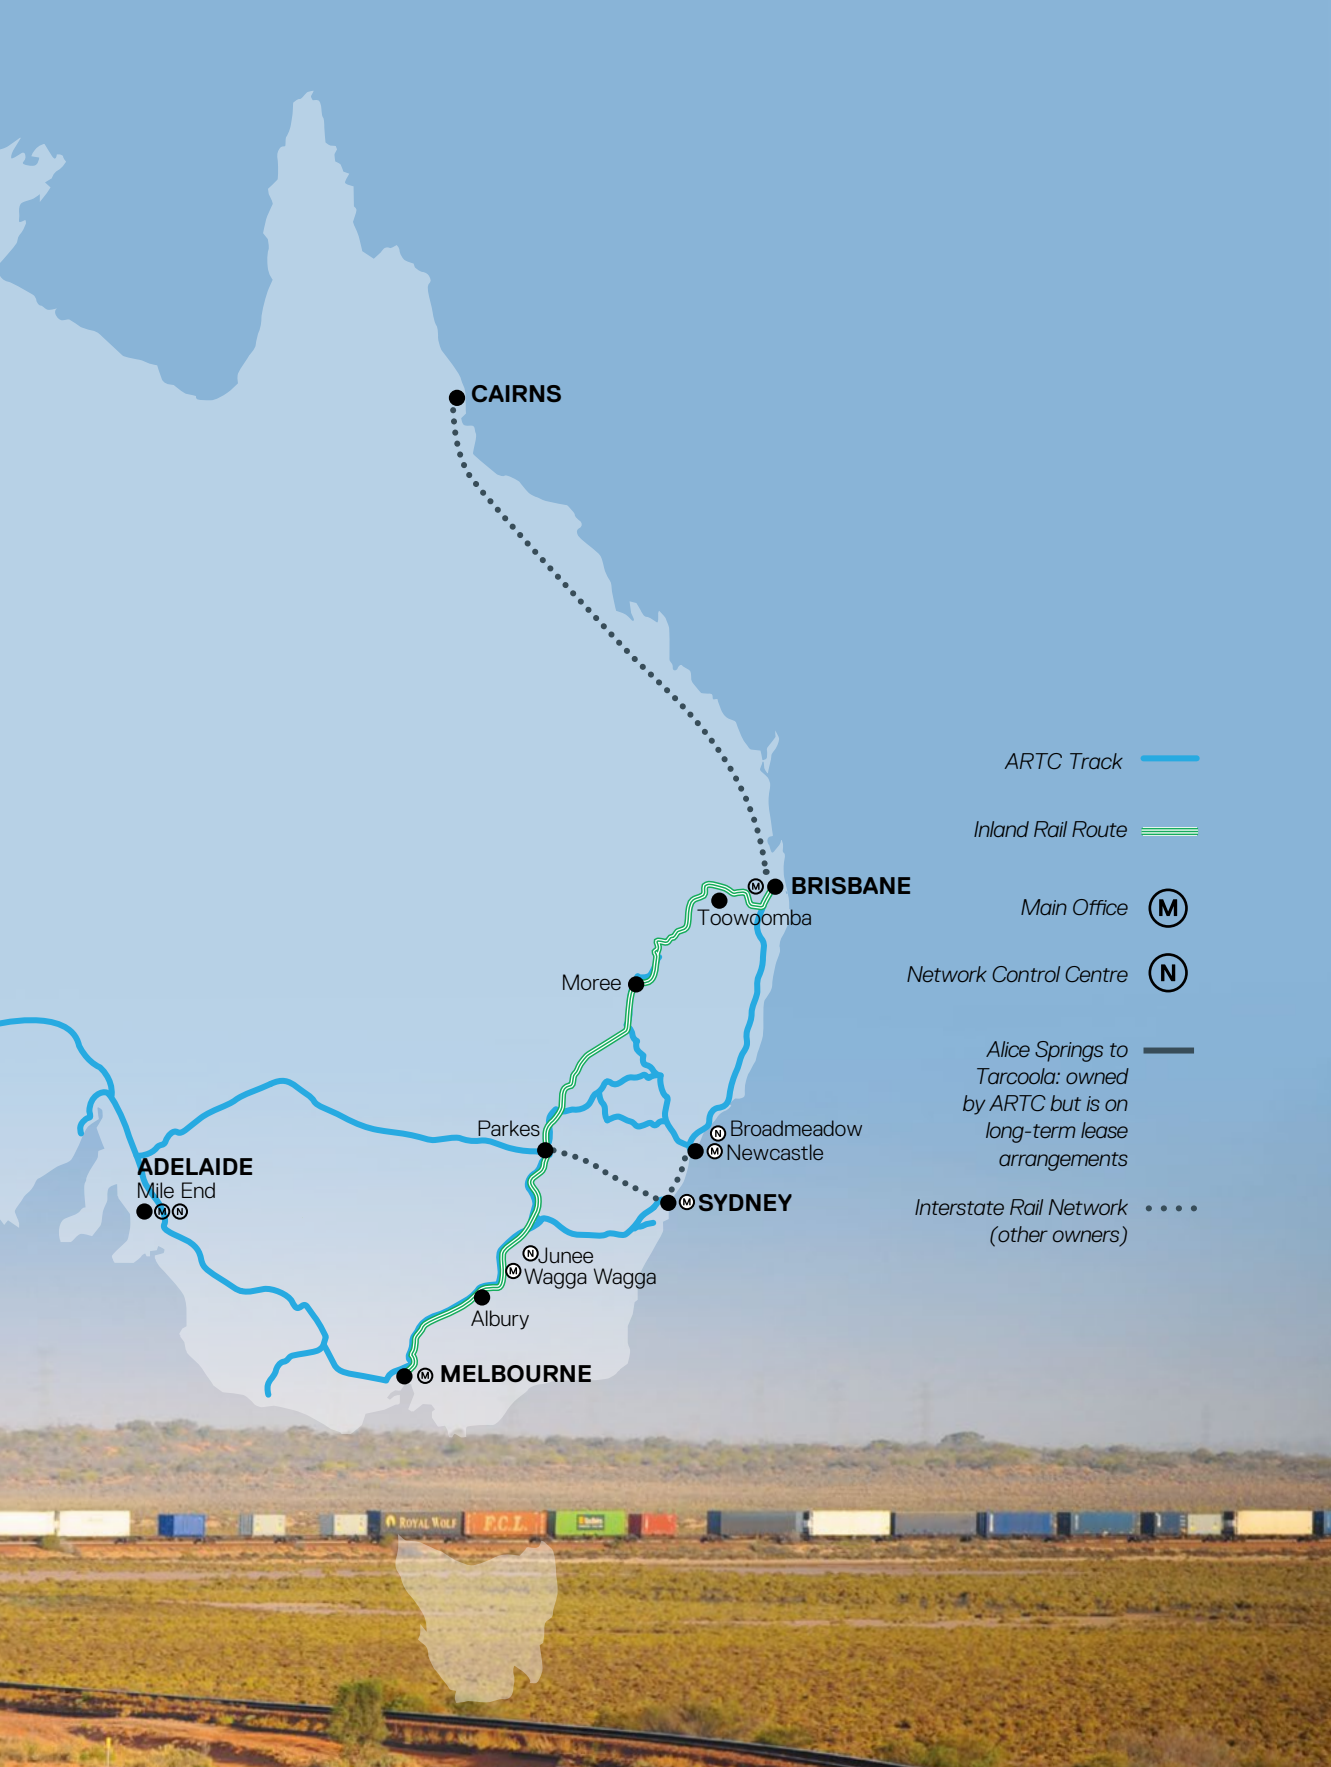 CAIRNS
ARTC Track
Inland Rail Route
M
BRISBANE
Toowoomba
Main Office
M
Moree
Network Control Centre
N
Alice Springs to
Tarcoola: owned
by ARTC but is on
long-term lease
arrangements
Parkes
N
Broadmeadow
M
Newcastle
ADELAIDE
Mile End
M N
M
SYDNEY
Interstate Rail Network
(other owners)
N
Junee
M
Wagga Wagga
Albury
M
MELBOURNE
ROYAL WOLF
F.C.L.